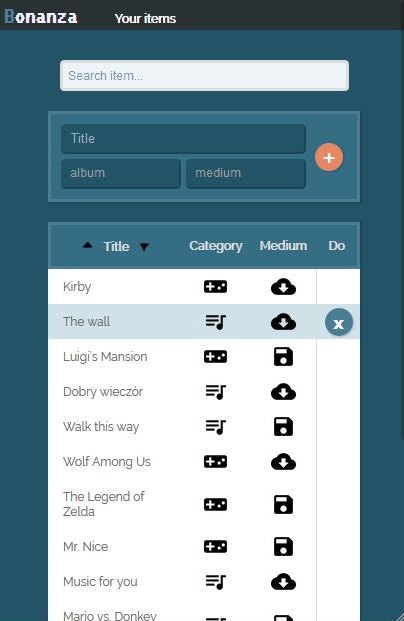 Bonanza Your items
Search item...
Title
album medium
+
Title Category Medium Do
Kirby
The wall x
Luigi's Mansion
Dobry wieczór
Walk this way
Wolf Among Us
The Legend of
Zelda
Mr. Nice
Music for you
Mario vs. Donkey